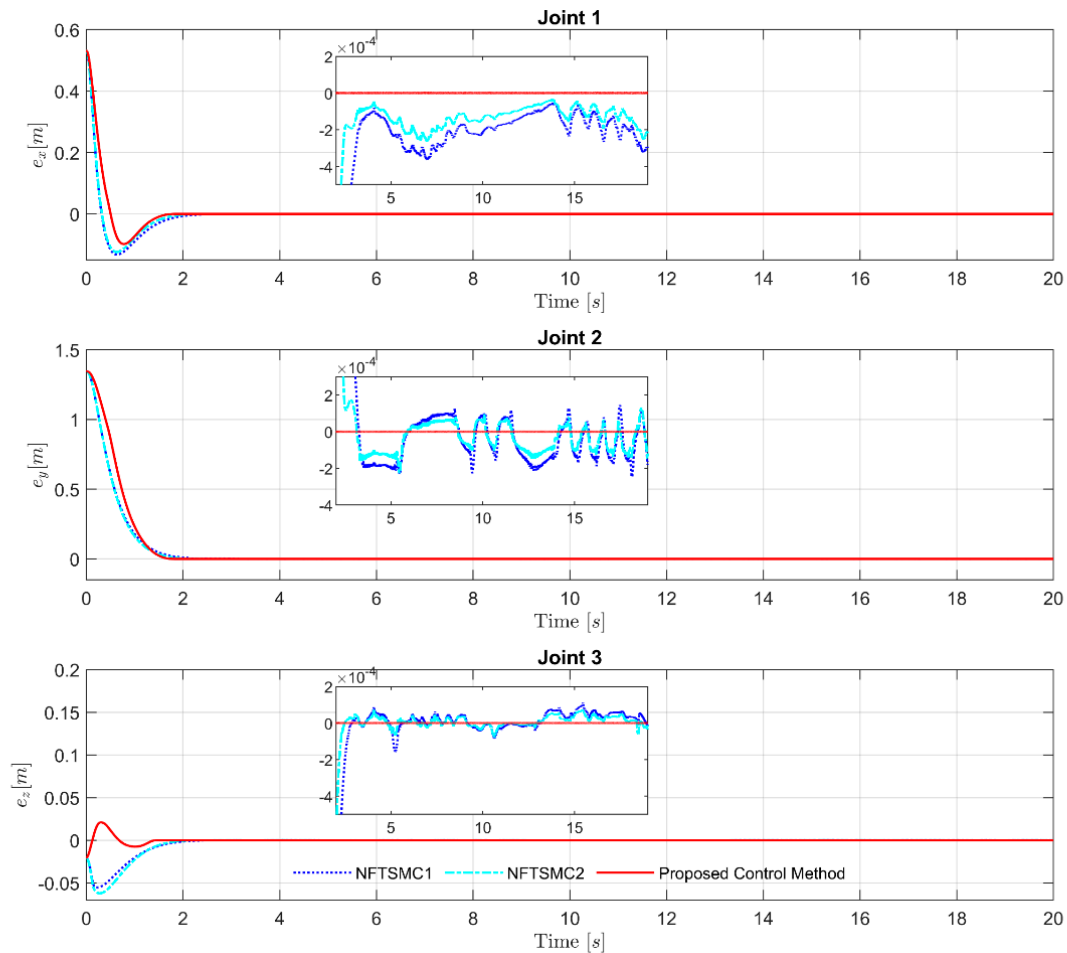 Joint 1
×10⁻⁴
2
0
-2
-4
5 10 15
0.6
0.4
0.2
0
e_x[m]
0 2 4 6 8 10 12 14 16 18 20
Time [s]
Joint 2
×10⁻⁴
2
0
-2
-4
5 10 15
1.5
1
0.5
0
e_y[m]
0 2 4 6 8 10 12 14 16 18 20
Time [s]
Joint 3
×10⁻⁴
2
0
-2
-4
5 10 15
0.2
0.15
0.1
0.05
0
-0.05
e_z[m]
NFTSMC1 NFTSMC2 Proposed Control Method
0 2 4 6 8 10 12 14 16 18 20
Time [s]